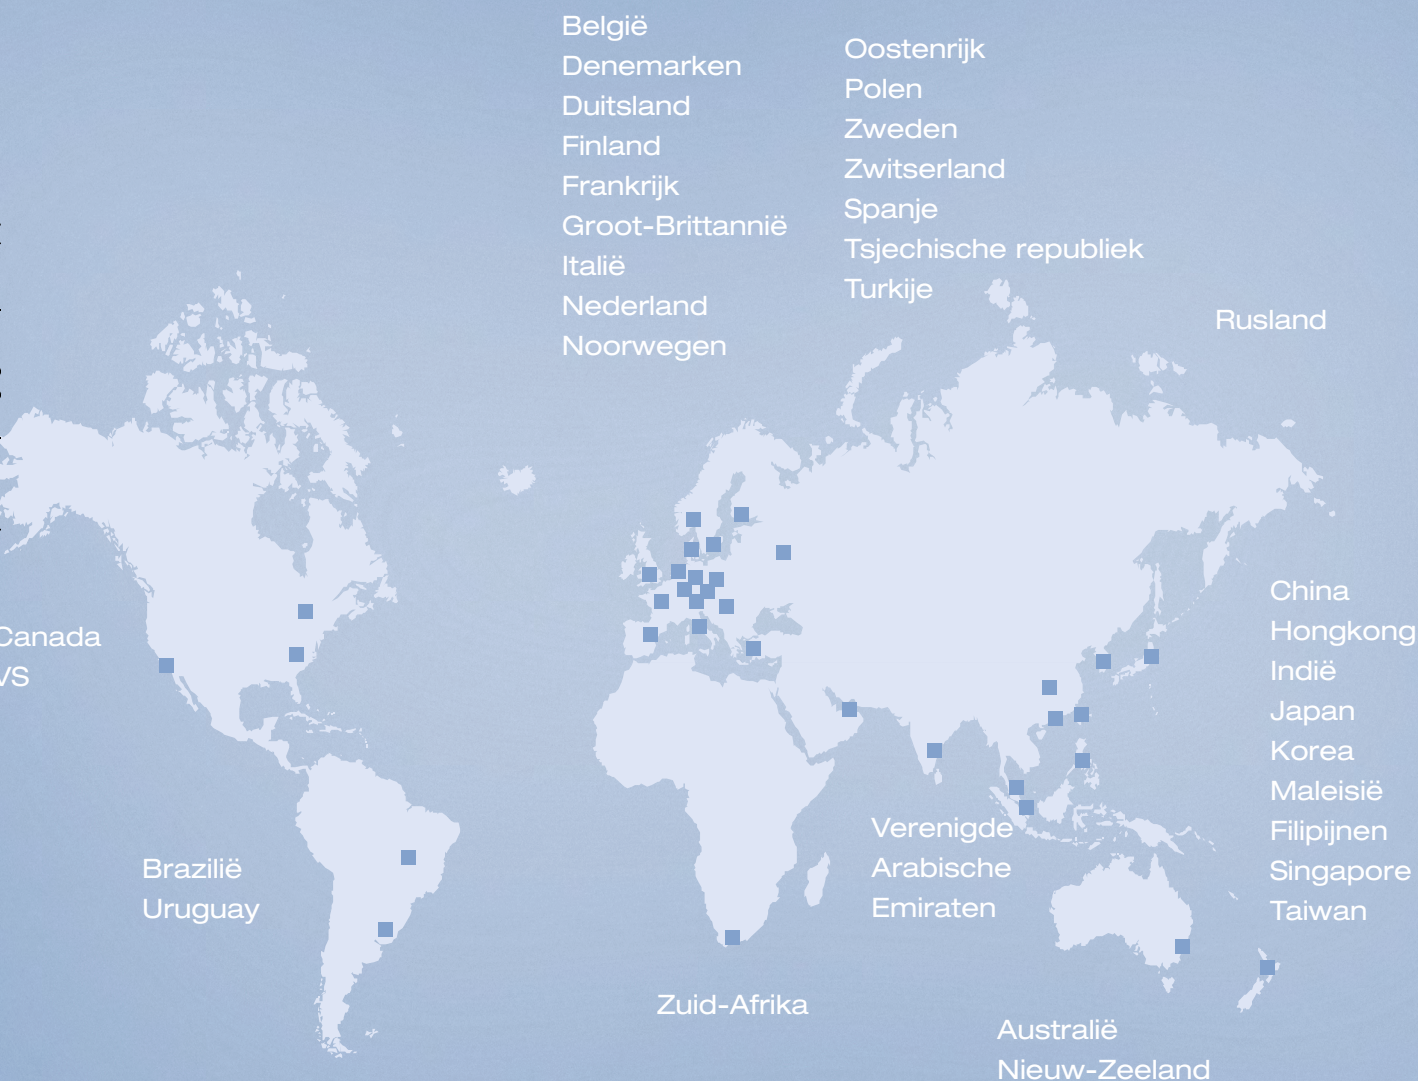 België
Denemarken
Duitsland
Finland
Frankrijk
Groot-Brittannië
Italië
Nederland
Noorwegen
Oostenrijk
Polen
Zweden
Zwitserland
Spanje
Tsjechische republiek
Turkije
Rusland
Canada
VS
China
Hongkong
Indië
Japan
Korea
Maleisië
Filipijnen
Singapore
Taiwan
Brazilië
Uruguay
Verenigde
Arabische
Emiraten
Zuid-Afrika
Australië
Nieuw-Zeeland